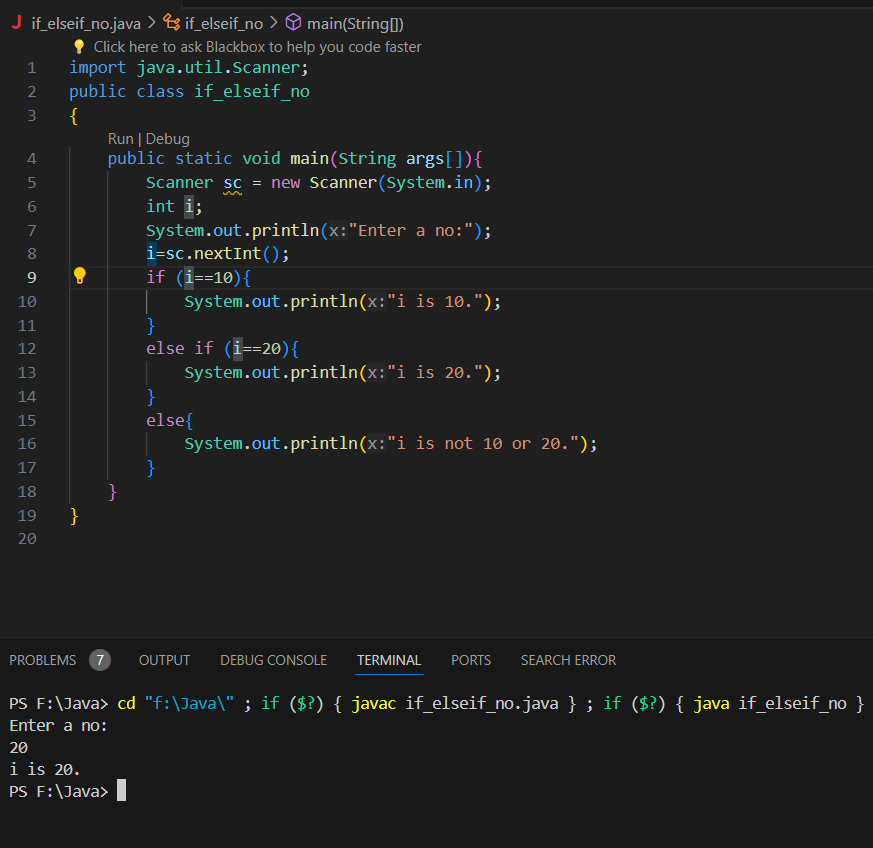 J if_elseif_no.java > if_elseif_no > main(String[])
Click here to ask Blackbox to help you code faster
1 import java.util.Scanner;
2 public class if_elseif_no
3 {
Run | Debug
4 public static void main(String args[]){
5 Scanner sc = new Scanner(System.in);
6 int i;
7 System.out.println(x:"Enter a no:");
8 i=sc.nextInt();
9 if (i==10){
10 System.out.println(x:"i is 10.");
11 }
12 else if (i==20){
13 System.out.println(x:"i is 20.");
14 }
15 else{
16 System.out.println(x:"i is not 10 or 20.");
17 }
18 }
19 }
20
PROBLEMS 7 OUTPUT DEBUG CONSOLE TERMINAL PORTS SEARCH ERROR
PS F:\Java> cd "f:\Java\" ; if ($?) { javac if_elseif_no.java } ; if ($?) { java if_elseif_no }
Enter a no:
20
i is 20.
PS F:\Java>